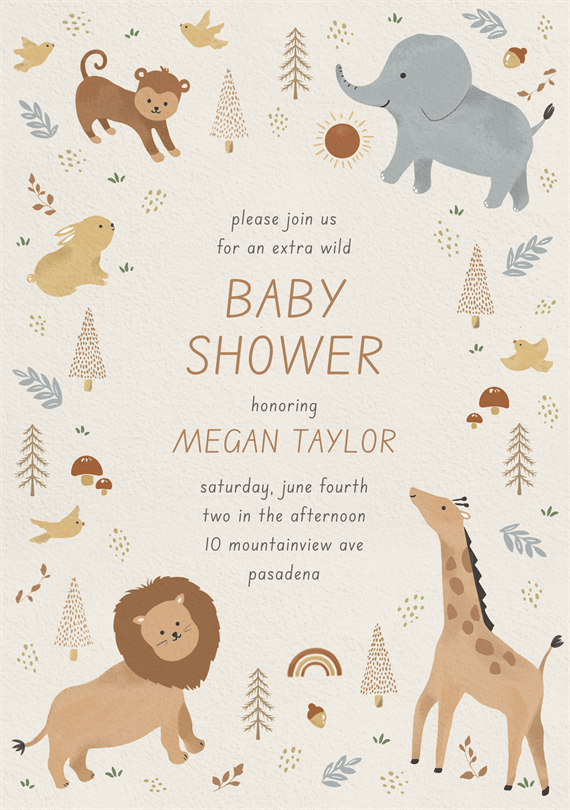 please join us
for an extra wild
BABY
SHOWER
honoring
MEGAN TAYLOR
saturday, june fourth
two in the afternoon
10 mountainview ave
pasadena